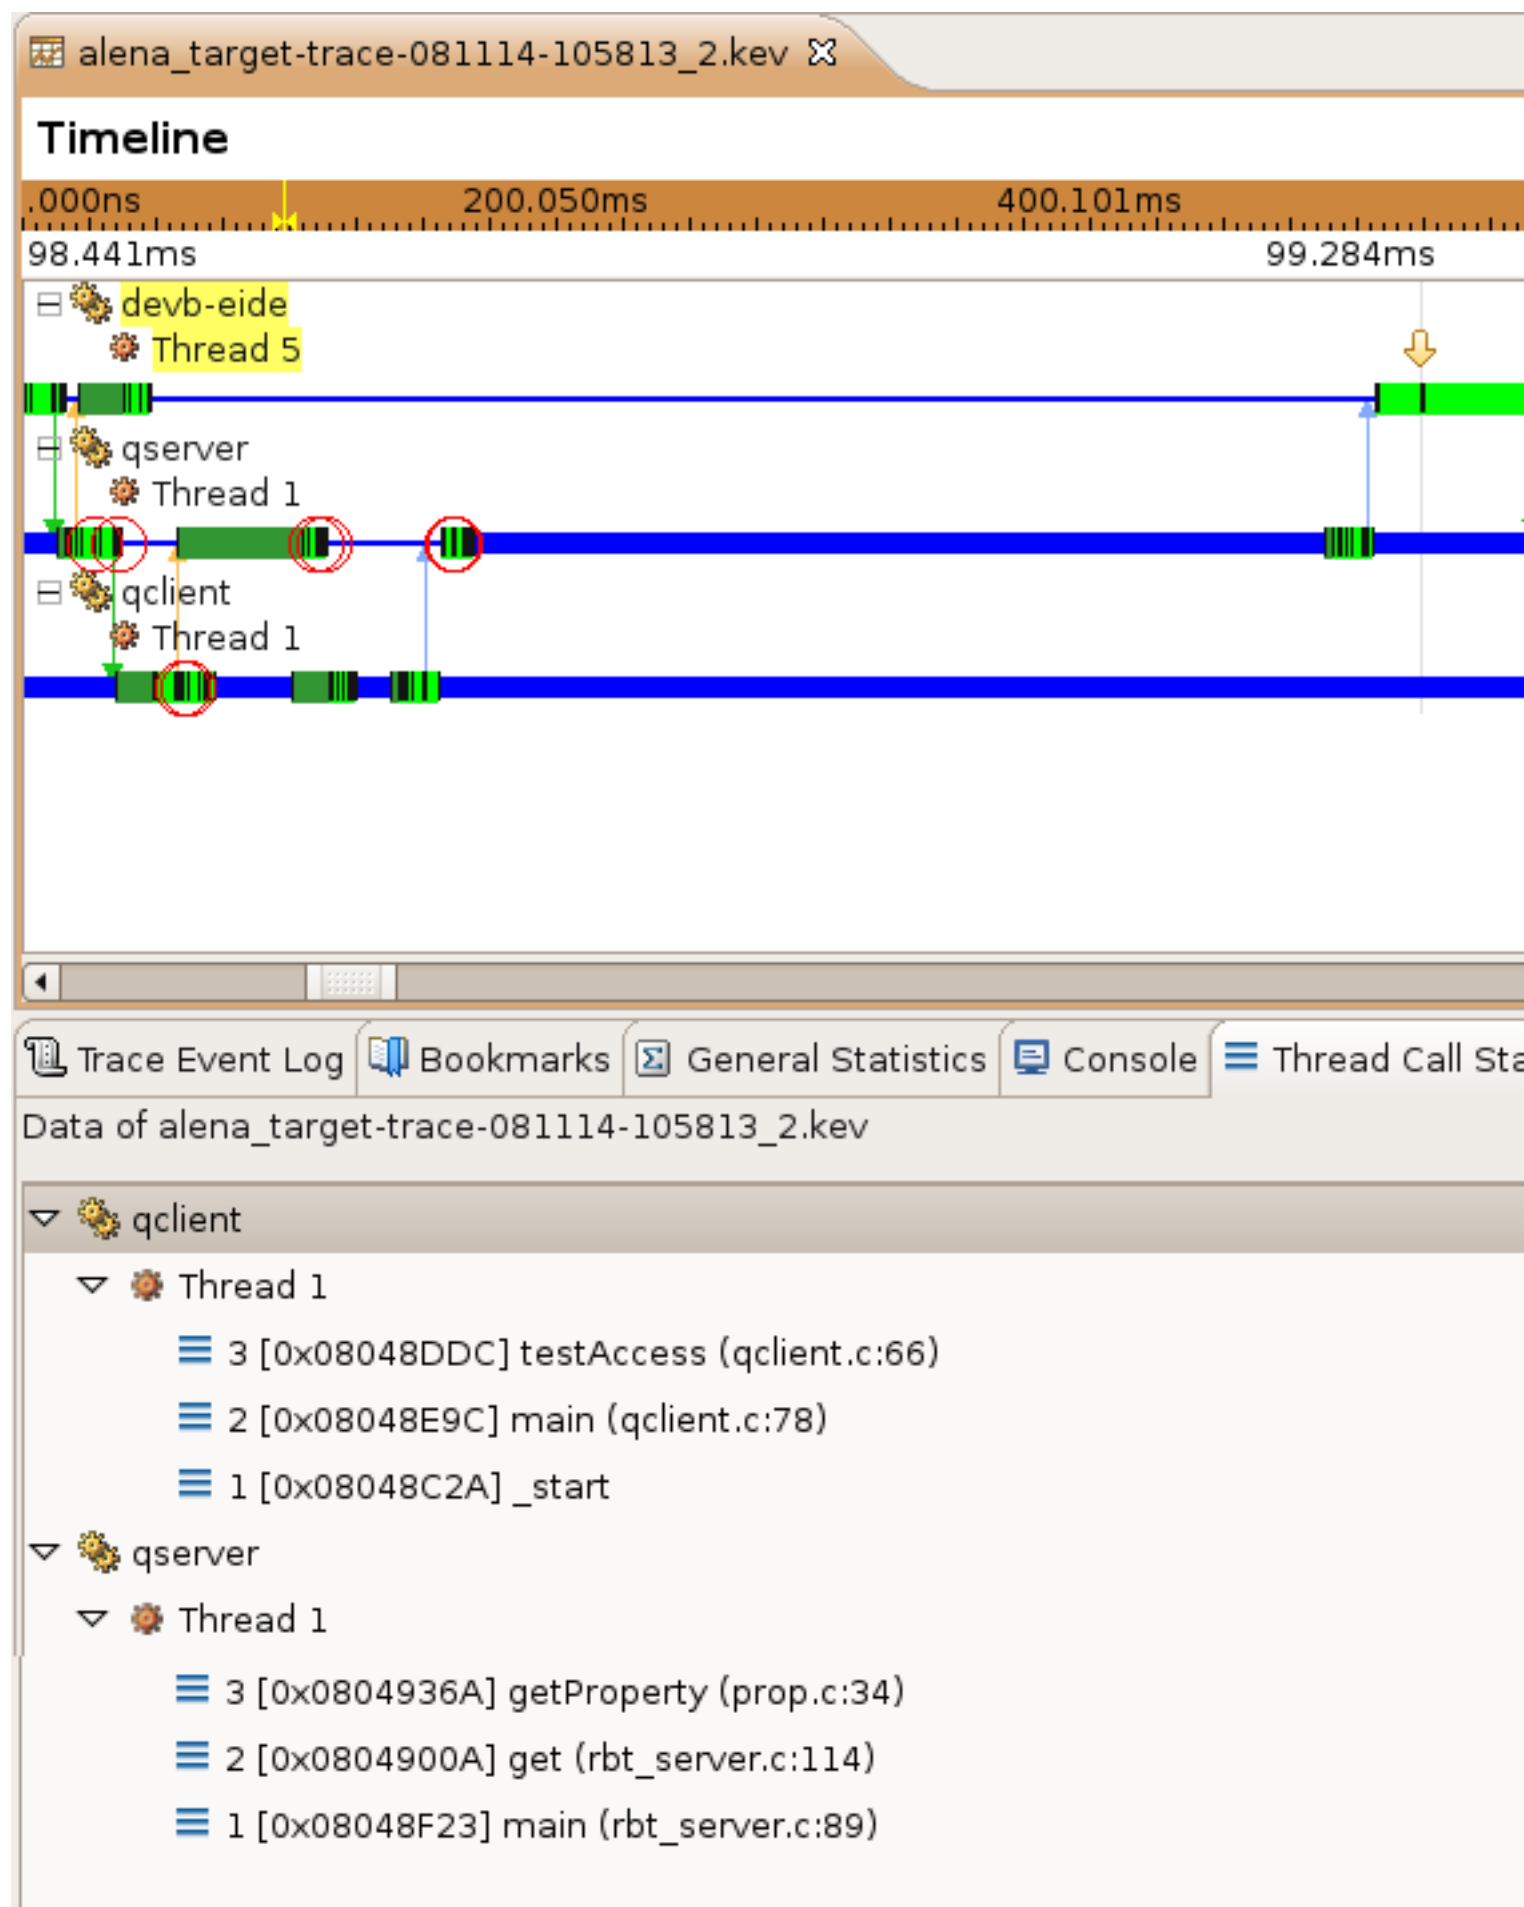 alena_target-trace-081114-105813_2.kev
Timeline
.000ns 200.050ms 400.101ms
98.441ms 99.284ms
devb-eide
Thread 5
qserver
Thread 1
qclient
Thread 1
Trace Event Log Bookmarks Σ General Statistics Console Thread Call Sta
Data of alena_target-trace-081114-105813_2.kev
qclient
Thread 1
3 [0x08048DDC] testAccess (qclient.c:66)
2 [0x08048E9C] main (qclient.c:78)
1 [0x08048C2A] _start
qserver
Thread 1
3 [0x0804936A] getProperty (prop.c:34)
2 [0x0804900A] get (rbt_server.c:114)
1 [0x08048F23] main (rbt_server.c:89)